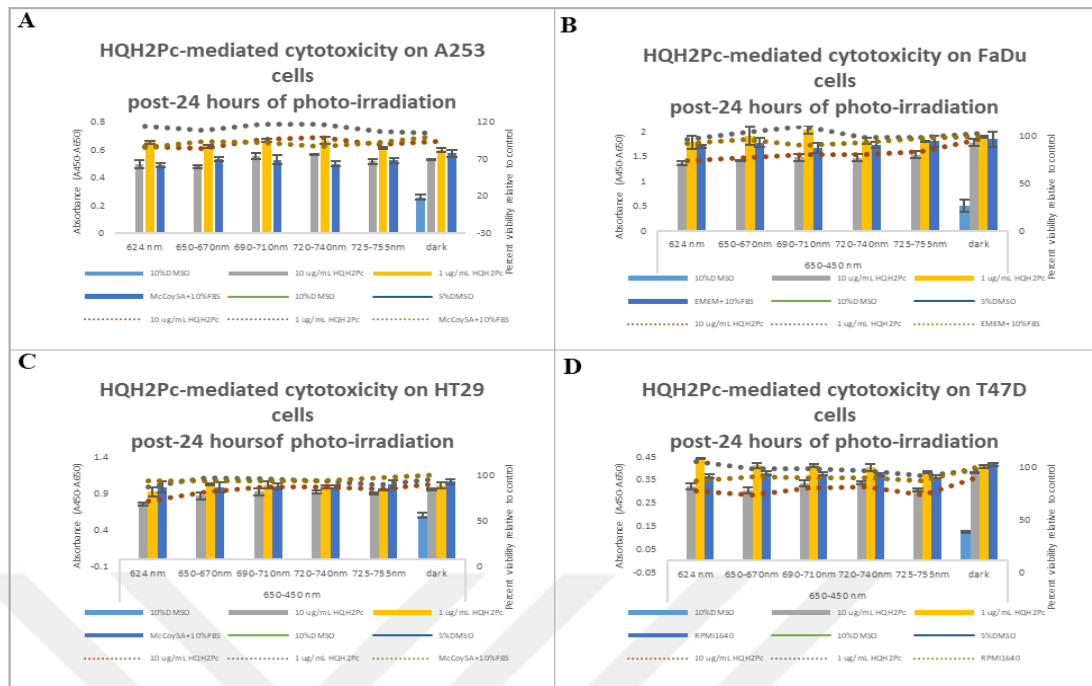 A
HQH2Pc-mediated cytotoxicity on A253
cells
post-24 hours of photo-irradiation
Absorbance (A450-A650)
0.8
0.6
0.4
0.2
0
120
70
20
-30
Percent viability relative to control
624 nm 650-670nm 690-710nm 720-740nm 725-755nm dark
10%DMSO 10 ug/mL HQH2Pc 1 ug/mL HQH2Pc
McCoy5A+10%FBS 10%DMSO 5%DMSO
10 ug/mL HQH2Pc 1 ug/mL HQH2Pc McCoy5A+10%FBS
B
HQH2Pc-mediated cytotoxicity on FaDu
cells
post-24 hours of photo-irradiation
Absorbance (A450-A650)
2
1.5
1
0.5
0
100
50
0
Percent viability relative to control
624 nm 650-670nm 690-710nm 720-740nm 725-755nm dark
650-450 nm
10%DMSO 10 ug/mL HQH2Pc 1 ug/mL HQH2Pc
EMEM+10%FBS 10%DMSO 5%DMSO
10 ug/mL HQH2Pc 1 ug/mL HQH2Pc EMEM+10%FBS
C
HQH2Pc-mediated cytotoxicity on HT29
cells
post-24 hoursof photo-irradiation
Absorbance (A450-A650)
1.4
0.9
0.4
-0.1
100
50
0
Percent viability relative to control
624 nm 650-670nm 690-710nm 720-740nm 725-755nm dark
650-450 nm
10%DMSO 10 ug/mL HQH2Pc 1 ug/mL HQH2Pc
McCoy5A+10%FBS 10%DMSO 5%DMSO
10 ug/mL HQH2Pc 1 ug/mL HQH2Pc McCoy5A+10%FBS
D
HQH2Pc-mediated cytotoxicity on T47D
cells
post-24 hours of photo-irradiation
Absorbance (A450-A650)
0.45
0.35
0.25
0.15
0.05
-0.05
100
50
0
Percent viability relative to control
624 nm 650-670nm 690-710nm 720-740nm 725-755nm dark
650-450 nm
10%DMSO 10 ug/mL HQH2Pc 1 ug/mL HQH2Pc
RPMI1640 10%DMSO 5%DMSO
10 ug/mL HQH2Pc 1 ug/mL HQH2Pc RPMI1640